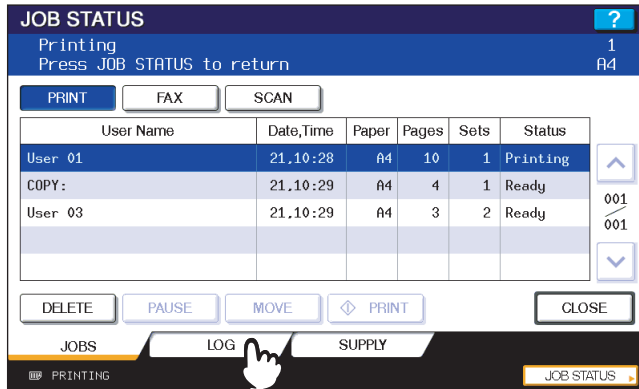 JOB STATUS ?
Printing 1
Press JOB STATUS to return A4
PRINT FAX SCAN
User Name Date,Time Paper Pages Sets Status
User 01 21,10:28 A4 10 1 Printing
COPY: 21,10:29 A4 4 1 Ready
User 03 21,10:29 A4 3 2 Ready
001
001
DELETE PAUSE MOVE PRINT CLOSE
JOBS LOG SUPPLY
PRINTING JOB STATUS